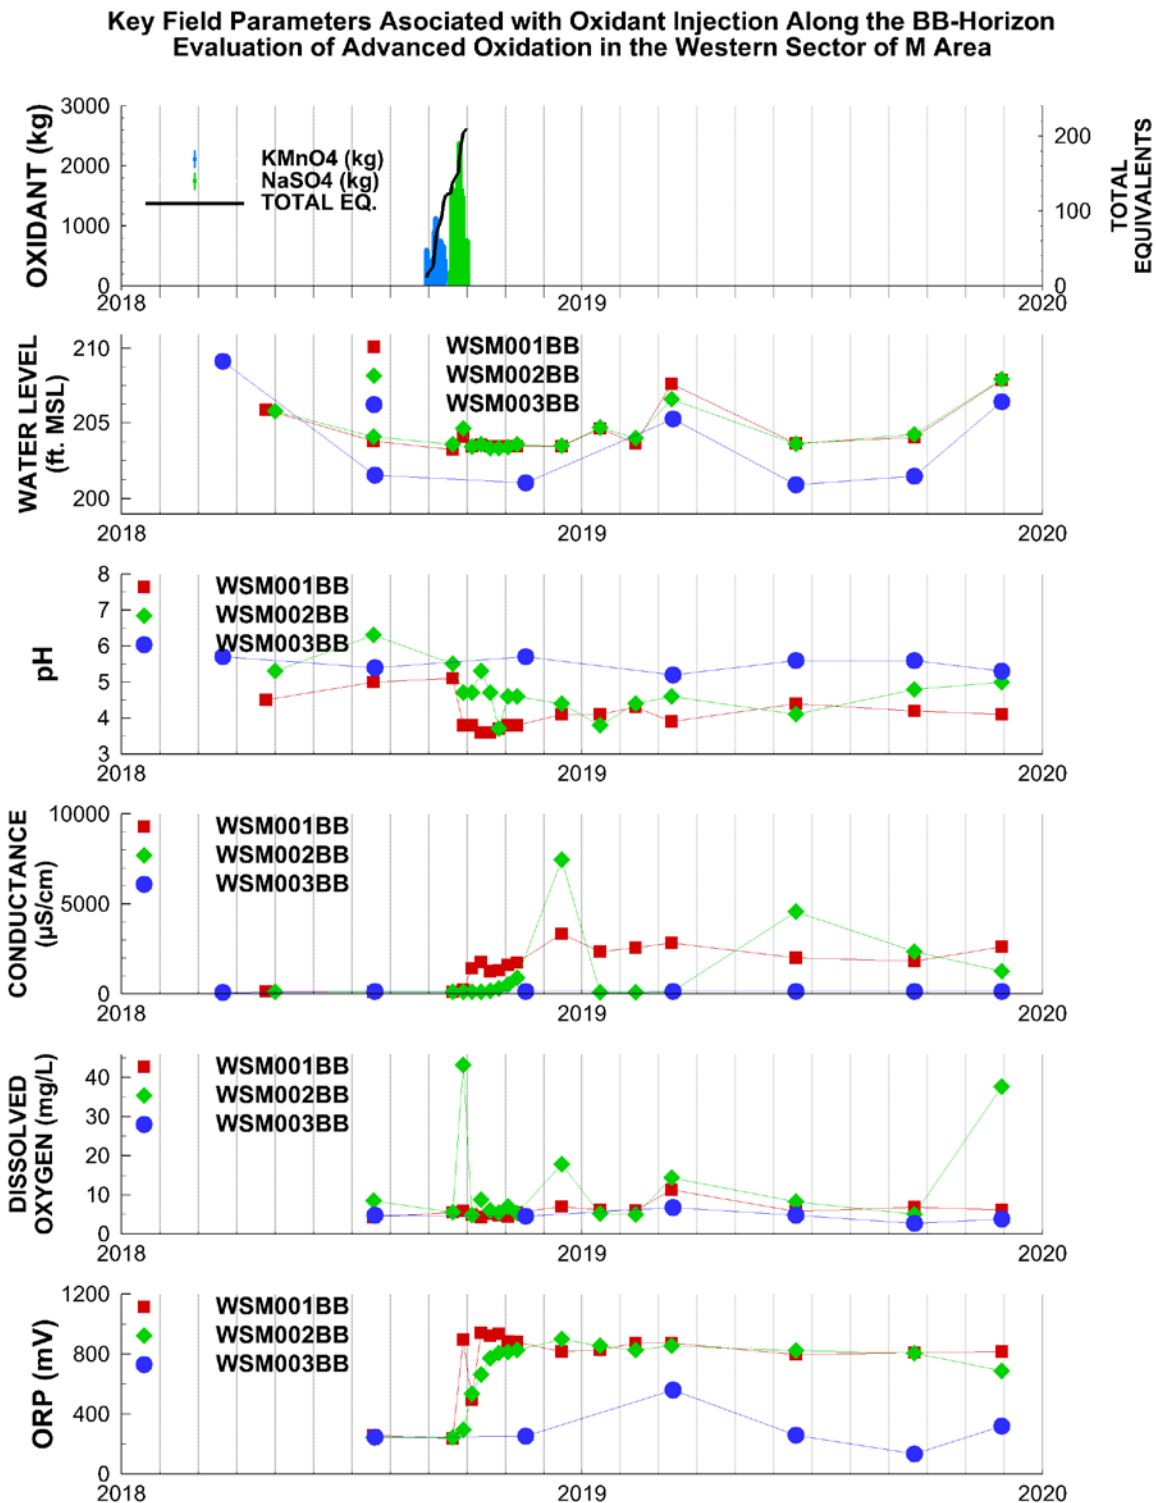 Key Field Parameters Asociated with Oxidant Injection Along the BB-Horizon
Evaluation of Advanced Oxidation in the Western Sector of M Area
OXIDANT (kg)
3000
2000
1000
0
KMnO4 (kg)
NaSO4 (kg)
TOTAL EQ.
200
100
0
TOTAL
EQUIVALENTS
2018
2019
2020
WATER LEVEL
(ft. MSL)
210
205
200
WSM001BB
WSM002BB
WSM003BB
2018
2019
2020
pH
8
7
6
5
4
3
WSM001BB
WSM002BB
WSM003BB
2018
2019
2020
CONDUCTANCE
(µS/cm)
10000
5000
0
WSM001BB
WSM002BB
WSM003BB
2018
2019
2020
DISSOLVED
OXYGEN (mg/L)
40
30
20
10
0
WSM001BB
WSM002BB
WSM003BB
2018
2019
2020
ORP (mV)
1200
800
400
0
WSM001BB
WSM002BB
WSM003BB
2018
2019
2020